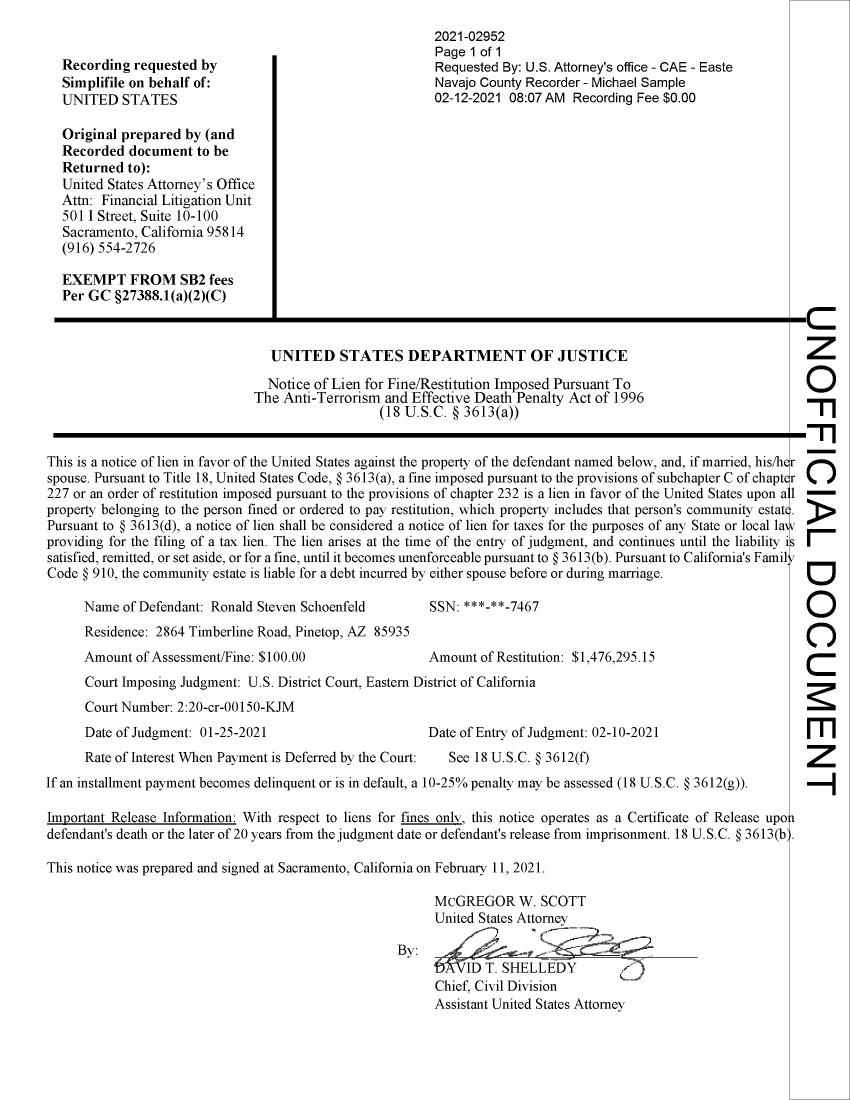 2021-02952
Page 1 of 1
Requested By: U.S. Attorney's office - CAE - Easte
Navajo County Recorder - Michael Sample
02-12-2021 08:07 AM Recording Fee $0.00
Recording requested by
Simplifile on behalf of:
UNITED STATES
Original prepared by (and
Recorded document to be
Returned to):
United States Attorney's Office
Attn: Financial Litigation Unit
501 I Street, Suite 10-100
Sacramento, California 95814
(916) 554-2726
EXEMPT FROM SB2 fees
Per GC §27388.1(a)(2)(C)
UNITED STATES DEPARTMENT OF JUSTICE
Notice of Lien for Fine/Restitution Imposed Pursuant To
The Anti-Terrorism and Effective Death Penalty Act of 1996
(18 U.S.C. § 3613(a))
This is a notice of lien in favor of the United States against the property of the defendant named below, and, if married, his/her
spouse. Pursuant to Title 18, United States Code, § 3613(a), a fine imposed pursuant to the provisions of subchapter C of chapter
227 or an order of restitution imposed pursuant to the provisions of chapter 232 is a lien in favor of the United States upon all
property belonging to the person fined or ordered to pay restitution, which property includes that person's community estate.
Pursuant to § 3613(d), a notice of lien shall be considered a notice of lien for taxes for the purposes of any State or local law
providing for the filing of a tax lien. The lien arises at the time of the entry of judgment, and continues until the liability is
satisfied, remitted, or set aside, or for a fine, until it becomes unenforceable pursuant to § 3613(b). Pursuant to California's Family
Code § 910, the community estate is liable for a debt incurred by either spouse before or during marriage.
Name of Defendant: Ronald Steven Schoenfeld SSN: ***-**-7467
Residence: 2864 Timberline Road, Pinetop, AZ 85935
Amount of Assessment/Fine: $100.00 Amount of Restitution: $1,476,295.15
Court Imposing Judgment: U.S. District Court, Eastern District of California
Court Number: 2:20-cr-00150-KJM
Date of Judgment: 01-25-2021 Date of Entry of Judgment: 02-10-2021
Rate of Interest When Payment is Deferred by the Court: See 18 U.S.C. § 3612(f)
If an installment payment becomes delinquent or is in default, a 10-25% penalty may be assessed (18 U.S.C. § 3612(g)).
Important Release Information: With respect to liens for fines only, this notice operates as a Certificate of Release upon
defendant's death or the later of 20 years from the judgment date or defendant's release from imprisonment. 18 U.S.C. § 3613(b).
This notice was prepared and signed at Sacramento, California on February 11, 2021.
McGREGOR W. SCOTT
United States Attorney
By:
DAVID T. SHELLEDY
Chief, Civil Division
Assistant United States Attorney
UNOFFICIAL DOCUMENT